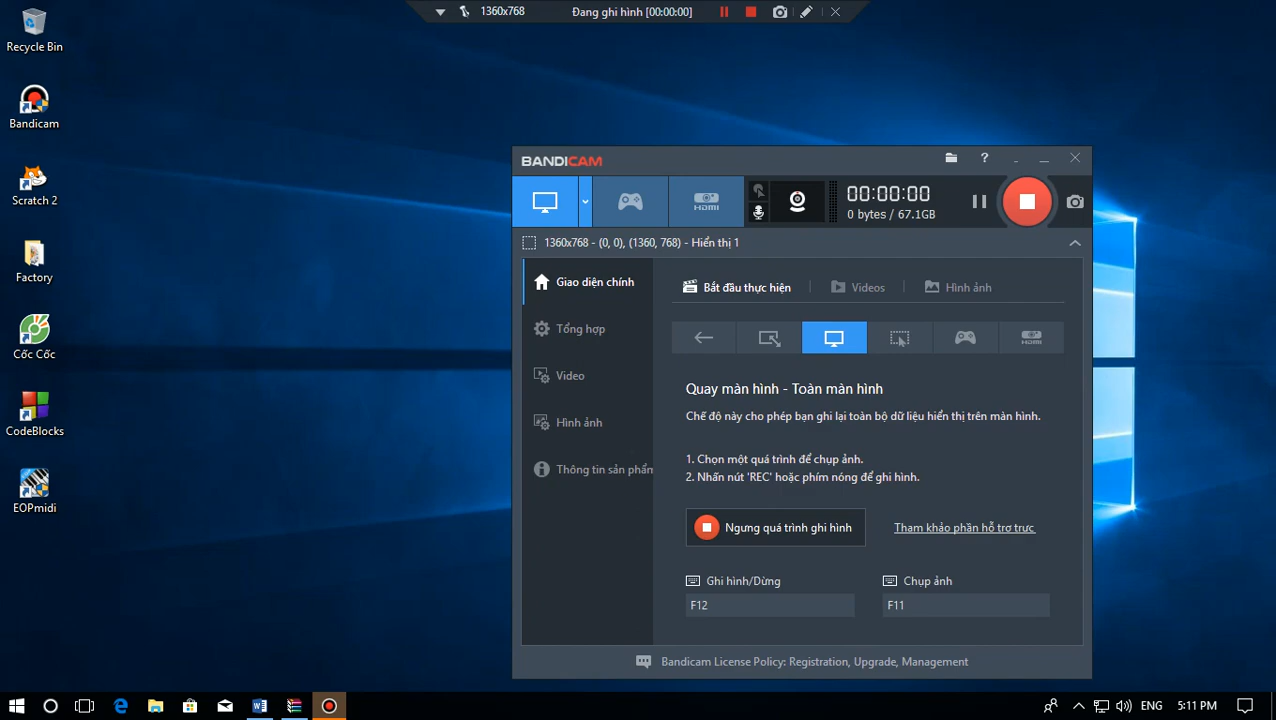 1360x768 Đang ghi hình [00:00:00]
Recycle Bin
Bandicam
Scratch 2
Factory
Cốc Cốc
CodeBlocks
EOPmidi
BANDICAM ?
HDMI 00:00:00
0 bytes / 67.1GB
1360x768 - (0, 0), (1360, 768) - Hiển thị 1
Giao diện chính
Tổng hợp
Video
Hình ảnh
Thông tin sản phẩm
Bắt đầu thực hiện Videos Hình ảnh
HDMI
Quay màn hình - Toàn màn hình
Chế độ này cho phép bạn ghi lại toàn bộ dữ liệu hiển thị trên màn hình.
1. Chọn một quá trình để chụp ảnh.
2. Nhấn nút 'REC' hoặc phím nóng để ghi hình.
Ngưng quá trình ghi hình Tham khảo phần hỗ trợ trực
Ghi hình/Dừng Chụp ảnh
F12 F11
Bandicam License Policy: Registration, Upgrade, Management
ENG 5:11 PM